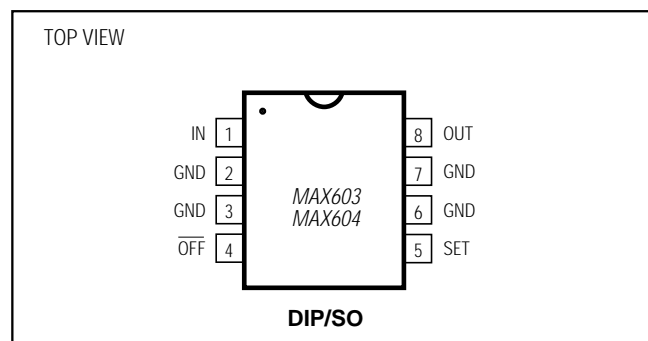 TOP VIEW
IN 1
GND 2
GND 3
O̅F̅F̅ 4
MAX603
MAX604
8 OUT
7 GND
6 GND
5 SET
DIP/SO